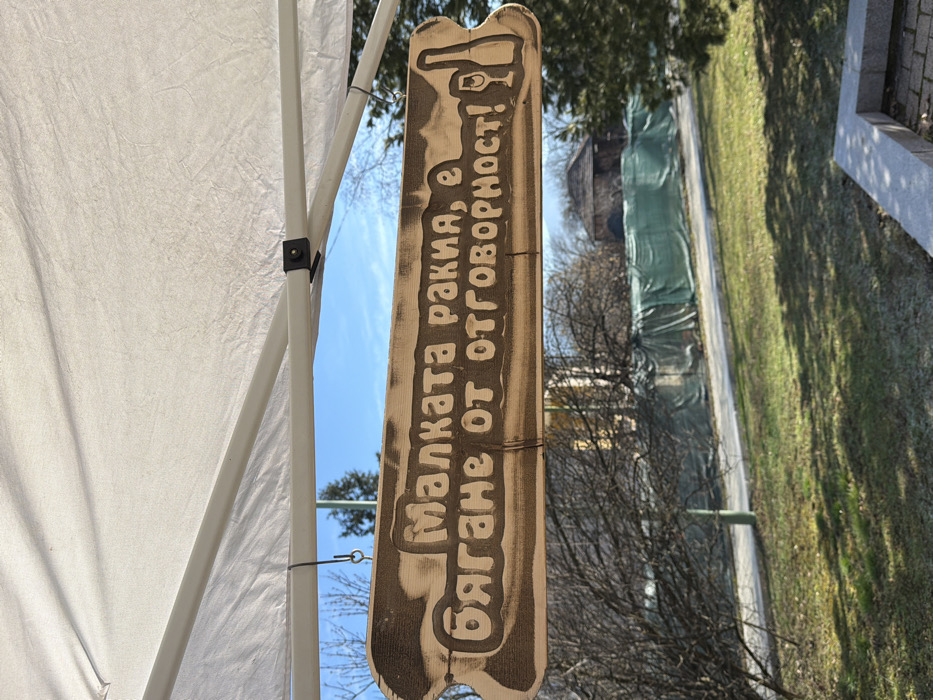 Малката ракия, е
бягане от отговорност!